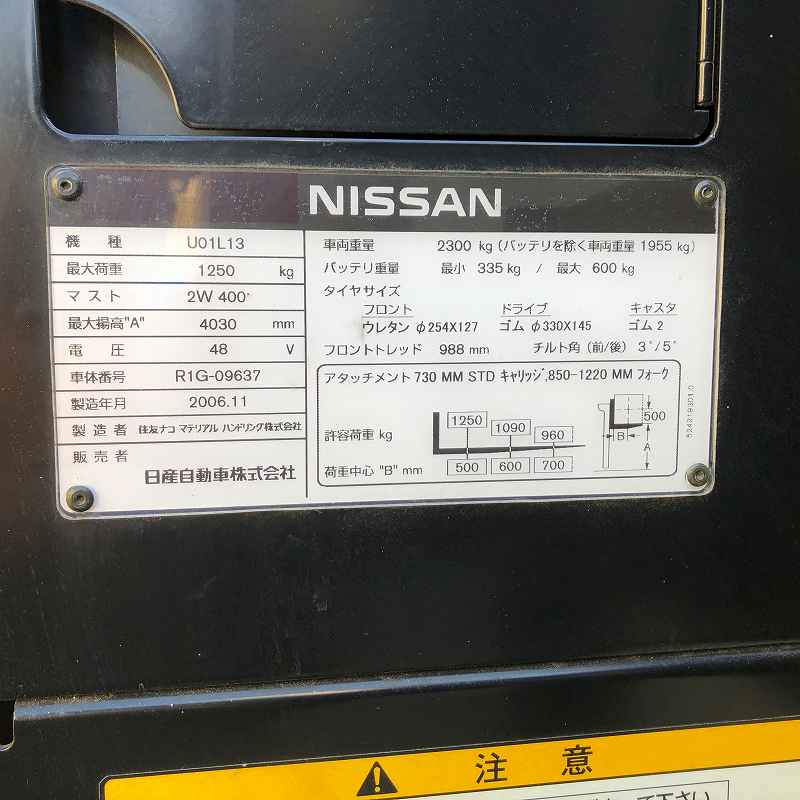 NISSAN
機種 U01L13
最大荷重 1250 kg
マスト 2W 400
最大揚高"A" 4030 mm
電圧 48 V
車体番号 R1G-09637
製造年月 2006.11
製造者 住友ナコ マテリアル ハンドリング株式会社
販売者 日産自動車株式会社
車両重量 2300 kg (バッテリを除く車両重量 1955 kg)
バッテリ重量 最小 335 kg / 最大 600 kg
タイヤサイズ
フロント ドライブ キャスタ
ウレタン φ254X127 ゴム φ330X145 ゴム 2
フロントトレッド 988 mm チルト角 (前/後) 3°/5°
アタッチメント 730 MM STD キャリッジ,850-1220 MM フォーク
許容荷重 kg 1250 1090 960
荷重中心 "B" mm 500 600 700
500
B
A
注意
て下さい